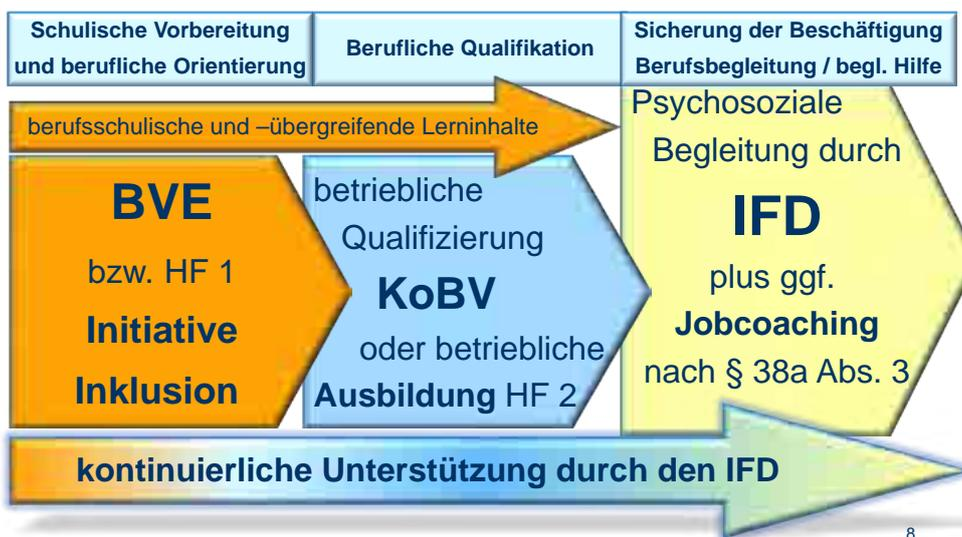 Schulische Vorbereitung
und berufliche Orientierung
Berufliche Qualifikation
Sicherung der Beschäftigung
Berufsbegleitung / begl. Hilfe
berufsschulische und –übergreifende Lerninhalte
BVE
bzw. HF 1
Initiative
Inklusion
betriebliche
Qualifizierung
KoBV
oder betriebliche
Ausbildung HF 2
Psychosoziale
Begleitung durch
IFD
plus ggf.
Jobcoaching
nach § 38a Abs. 3
kontinuierliche Unterstützung durch den IFD
8